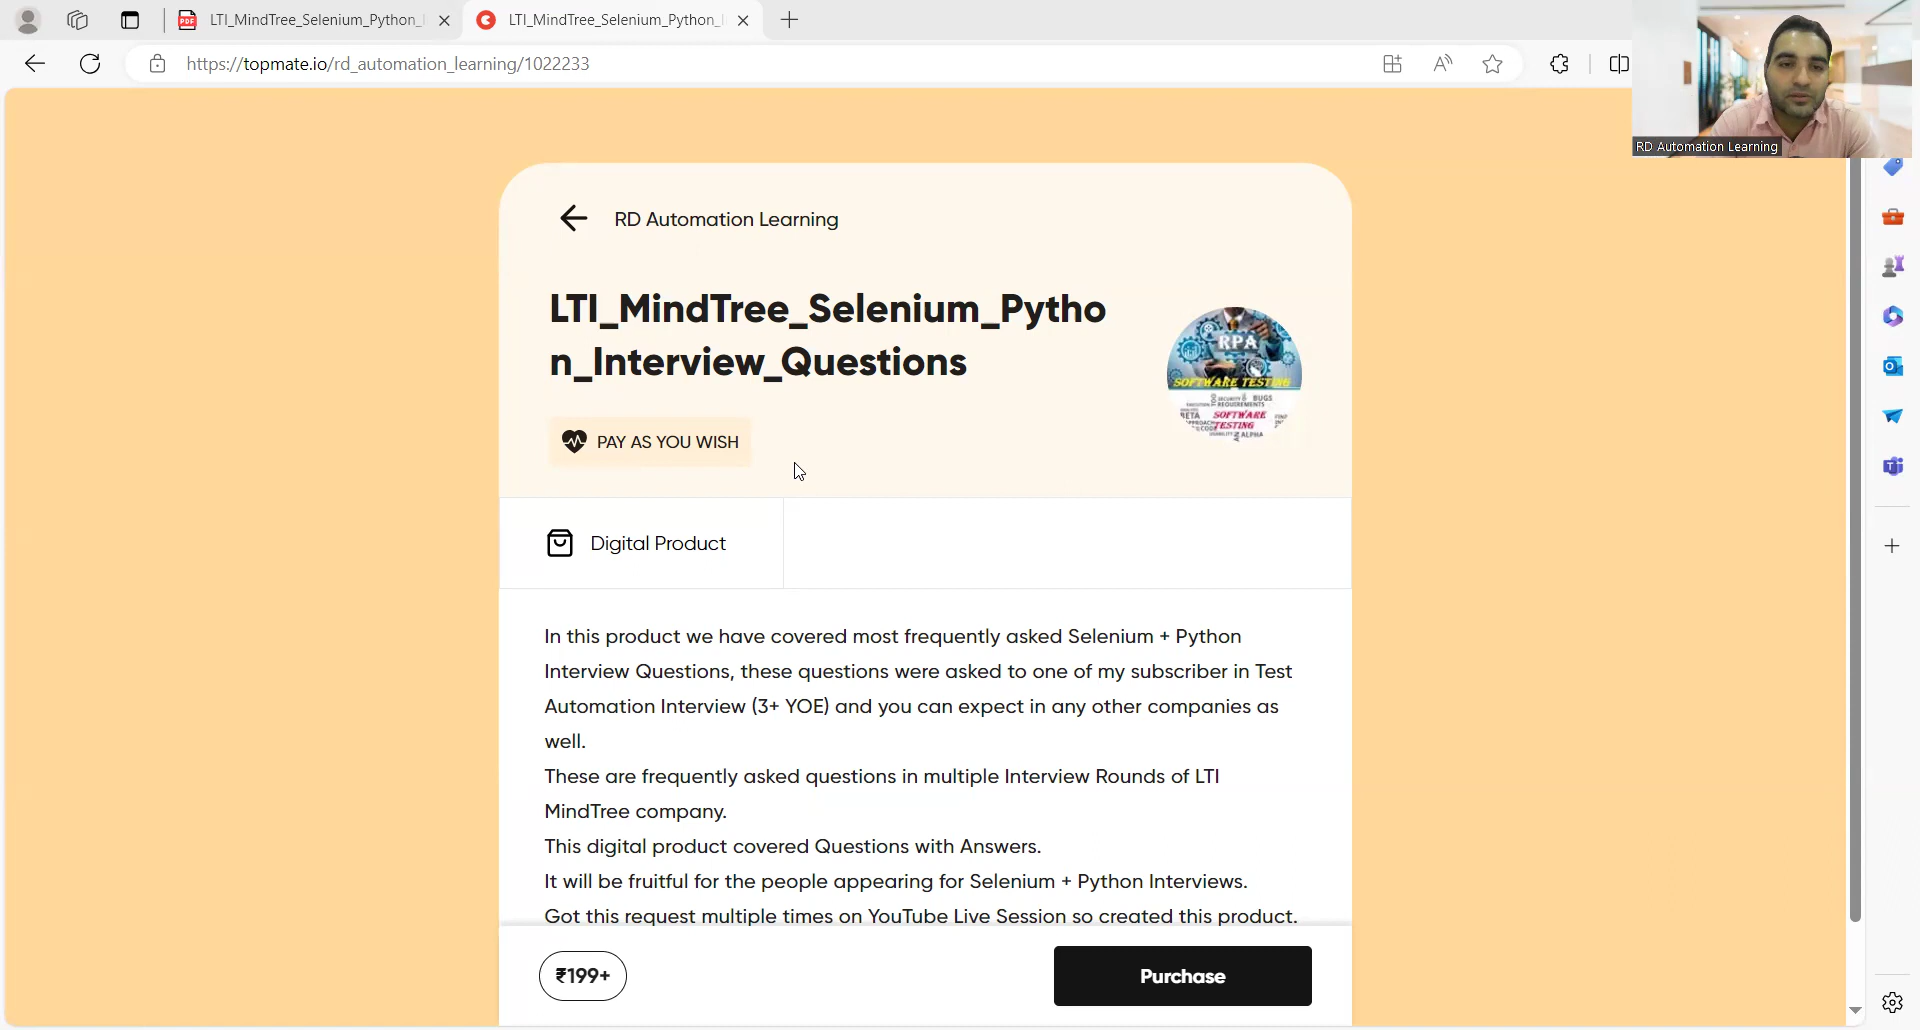 LTI_MindTree_Selenium_Python_I
LTI_MindTree_Selenium_Python_I
https://topmate.io/rd_automation_learning/1022233
RD Automation Learning
RD Automation Learning
LTI_MindTree_Selenium_Pytho
n_Interview_Questions
RPA
SOFTWARE TESTING
BUGS
REQUIREMENTS
BETA
SOFTWARE
TESTING
ALPHA
PAY AS YOU WISH
Digital Product
In this product we have covered most frequently asked Selenium + Python
Interview Questions, these questions were asked to one of my subscriber in Test
Automation Interview (3+ YOE) and you can expect in any other companies as
well.
These are frequently asked questions in multiple Interview Rounds of LTI
MindTree company.
This digital product covered Questions with Answers.
It will be fruitful for the people appearing for Selenium + Python Interviews.
Got this request multiple times on YouTube Live Session so created this product.
₹199+
Purchase